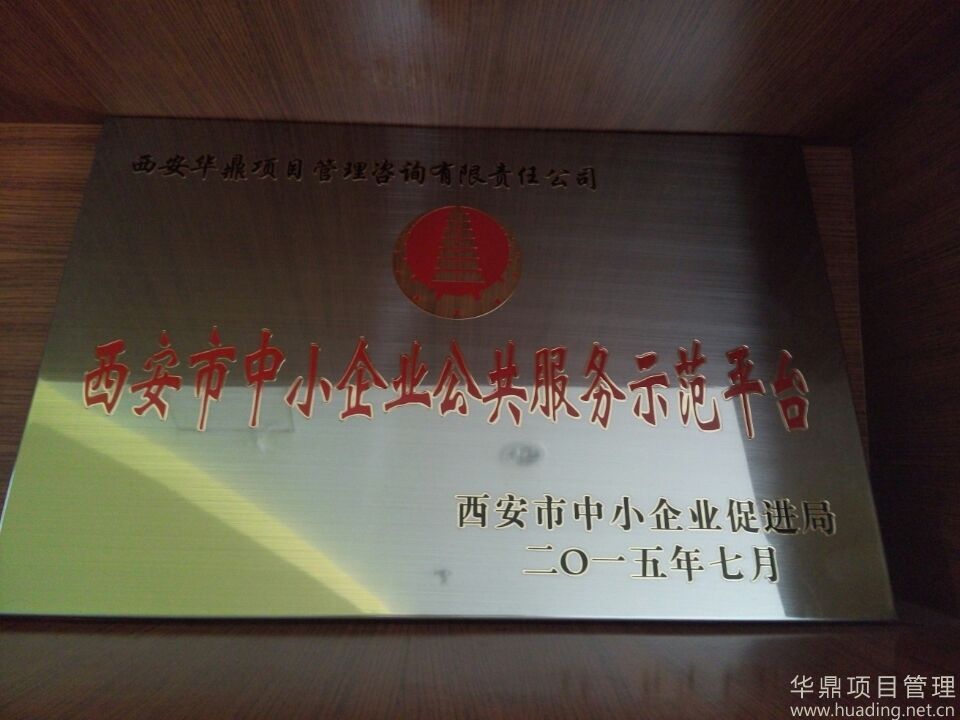 西安华鼎项目管理咨询有限责任公司
西安市中小企业公共服务示范平台
西安市中小企业促进局
二〇一五年七月
华鼎项目管理
www.huading.net.cn